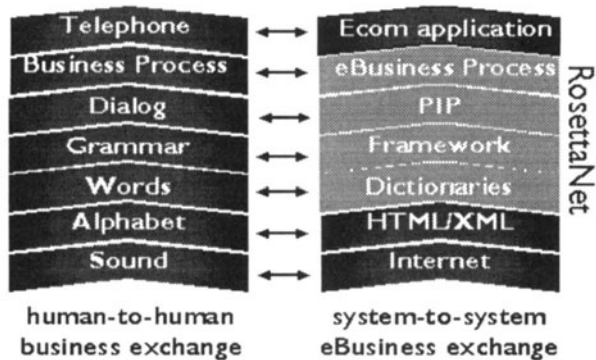 Telephone
Ecom application
Business Process
eBusiness Process
Dialog
PIP
Grammar
Framework
Words
Dictionaries
Alphabet
HTML/XML
Sound
Internet
RosettaNet
human-to-human
business exchange
system-to-system
eBusiness exchange